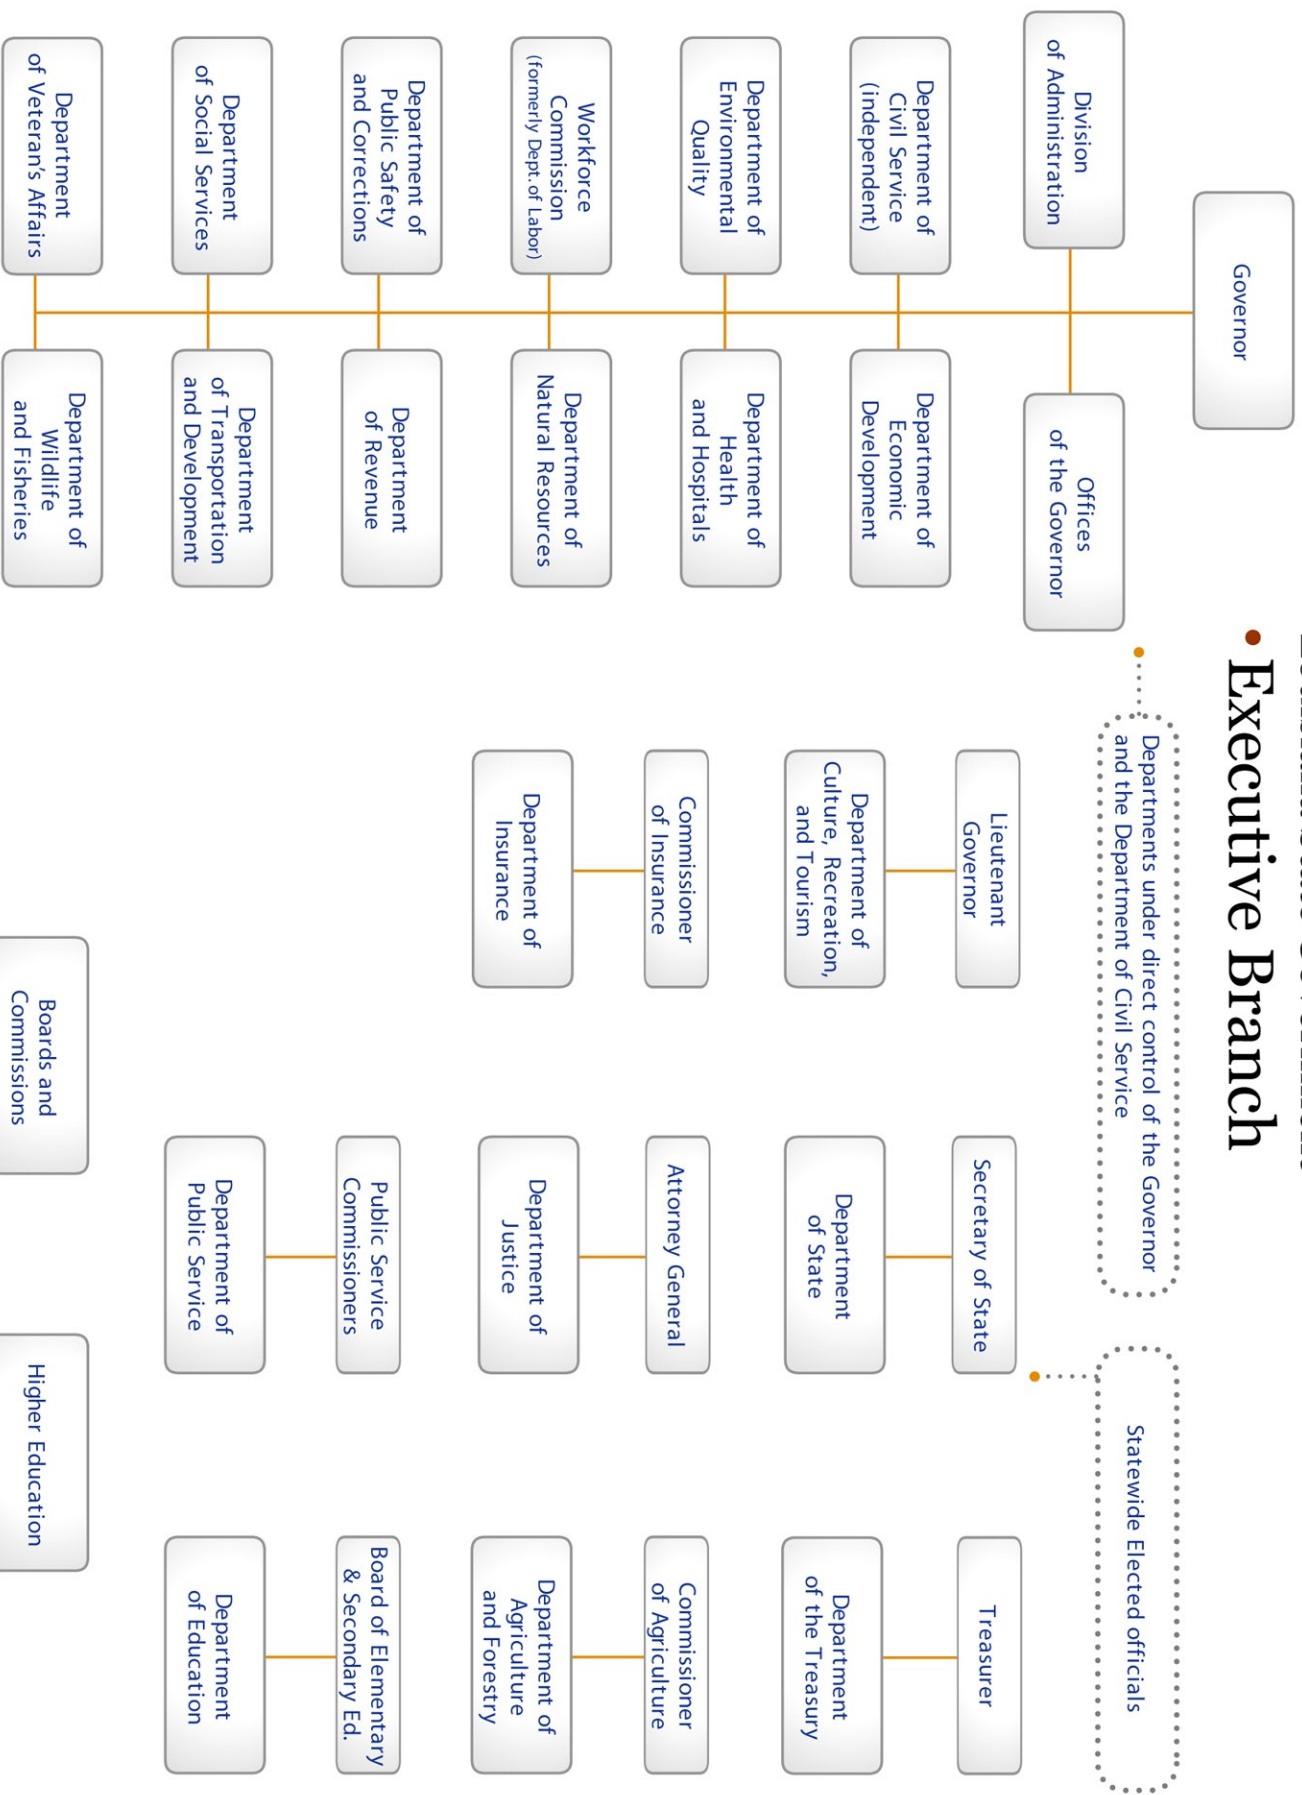 • Executive Branch
Governor
Division
of Administration
Offices
of the Governor
Department of
Civil Service
(independent)
Department of
Economic
Development
Department of
Environmental
Quality
Department of
Health
and Hospitals
Workforce
Commission
(formerly Dept. of Labor)
Department of
Natural Resources
Department of
Public Safety
and Corrections
Department
of Revenue
Department
of Social Services
Department
of Transportation
and Development
Department
of Veteran's Affairs
Department of
Wildlife
and Fisheries
Departments under direct control of the Governor
and the Department of Civil Service
Statewide Elected officials
Lieutenant
Governor
Secretary of State
Treasurer
Department of
Culture, Recreation,
and Tourism
Department
of State
Department
of the Treasury
Commissioner
of Insurance
Attorney General
Commissioner
of Agriculture
Department of
Insurance
Department of
Justice
Department of
Agriculture
and Forestry
Public Service
Commissioners
Board of Elementary
& Secondary Ed.
Department of
Public Service
Department
of Education
Boards and
Commissions
Higher Education